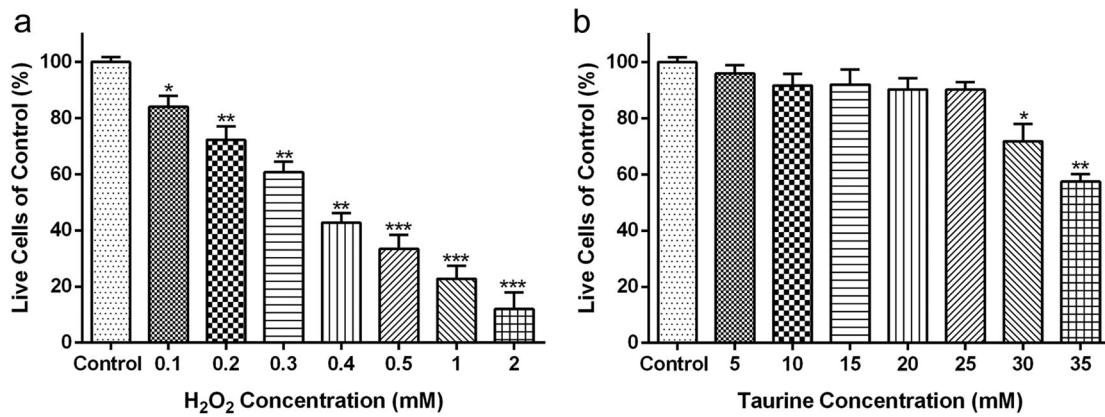 a
Live Cells of Control (%)
100
80
60
40
20
0
*
**
**
**
***
***
***
Control 0.1 0.2 0.3 0.4 0.5 1 2
H₂O₂ Concentration (mM)
b
Live Cells of Control (%)
100
80
60
40
20
0
*
**
Control 5 10 15 20 25 30 35
Taurine Concentration (mM)